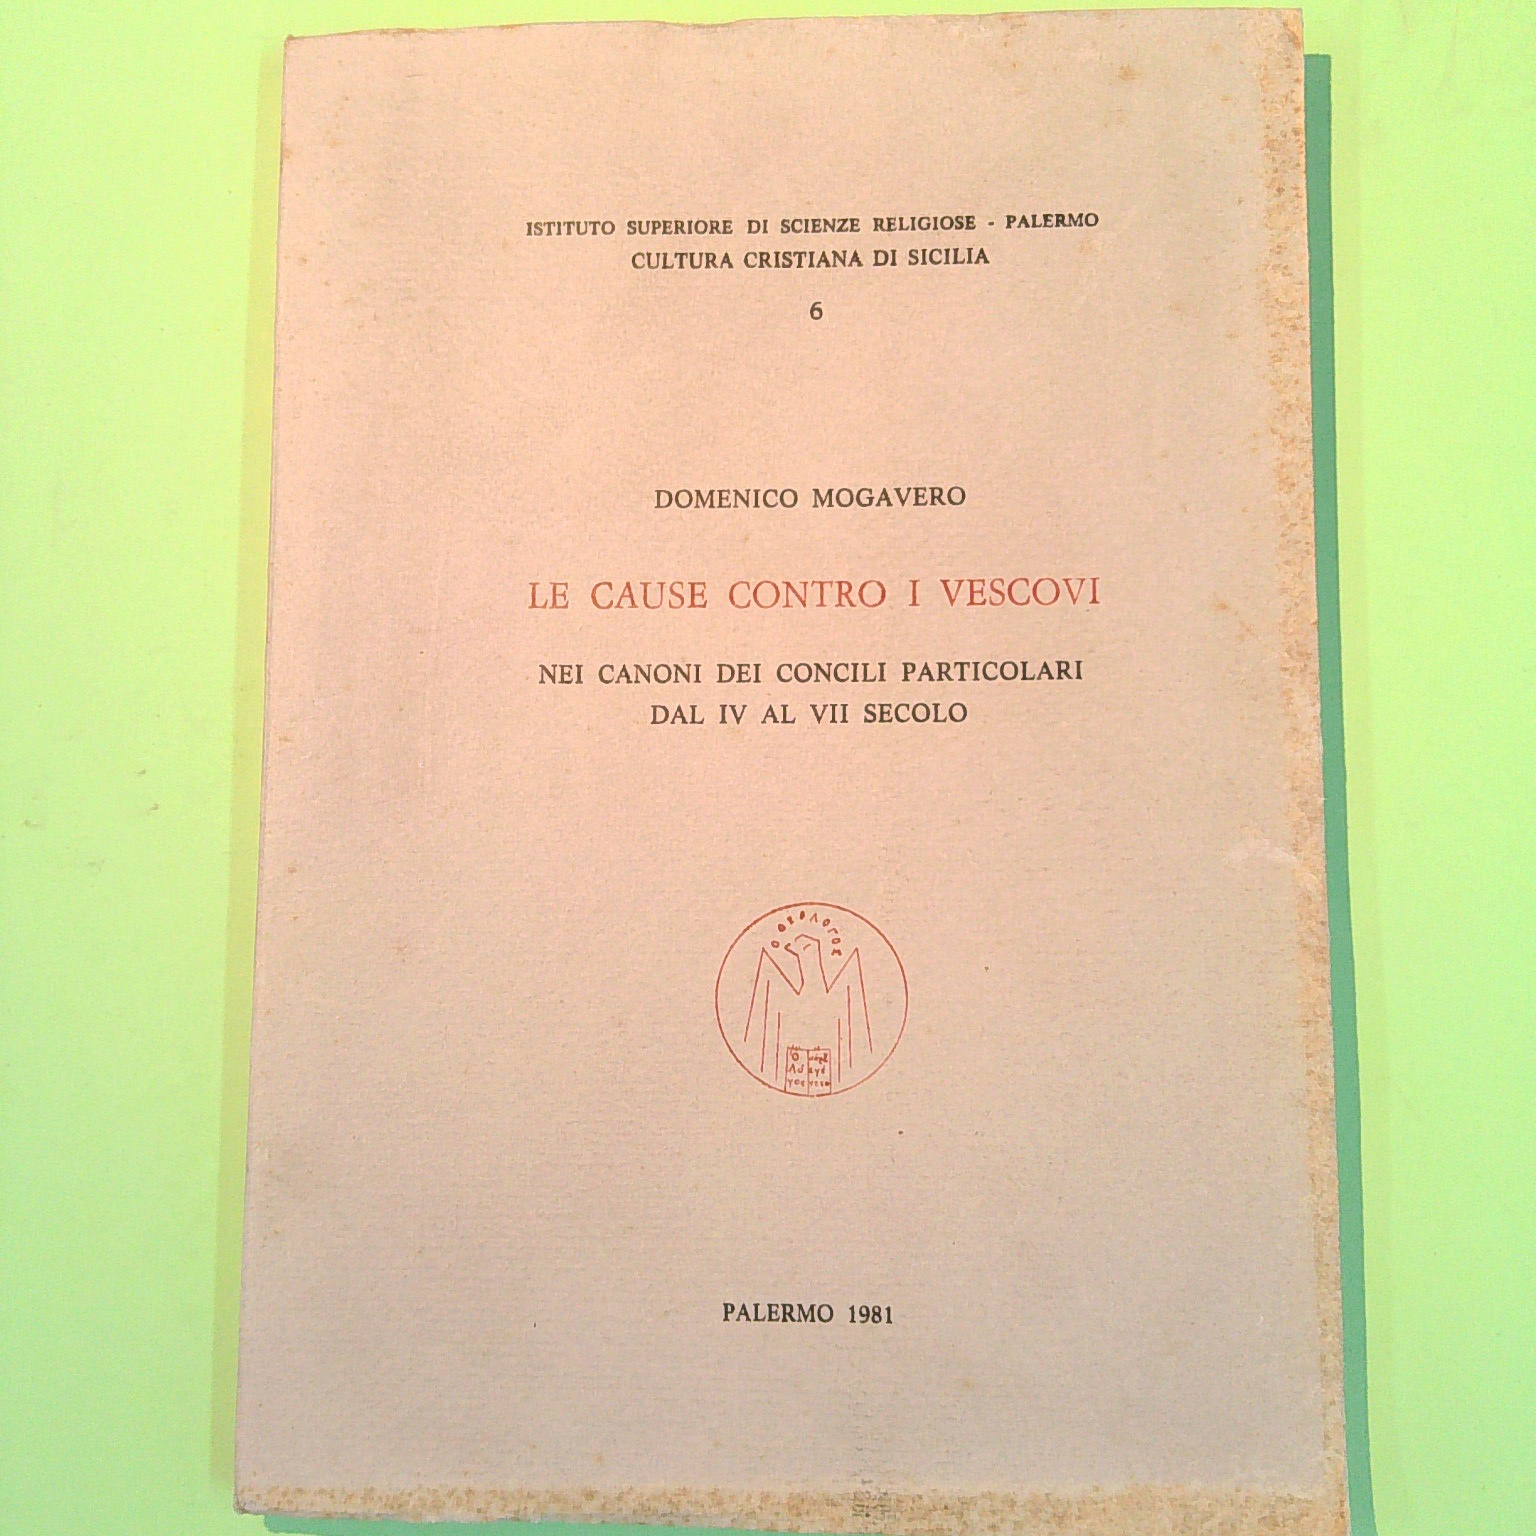 ISTITUTO SUPERIORE DI SCIENZE RELIGIOSE - PALERMO
CULTURA CRISTIANA DI SICILIA
6
DOMENICO MOGAVERO
LE CAUSE CONTRO I VESCOVI
NEI CANONI DEI CONCILI PARTICOLARI
DAL IV AL VII SECOLO
PALERMO 1981